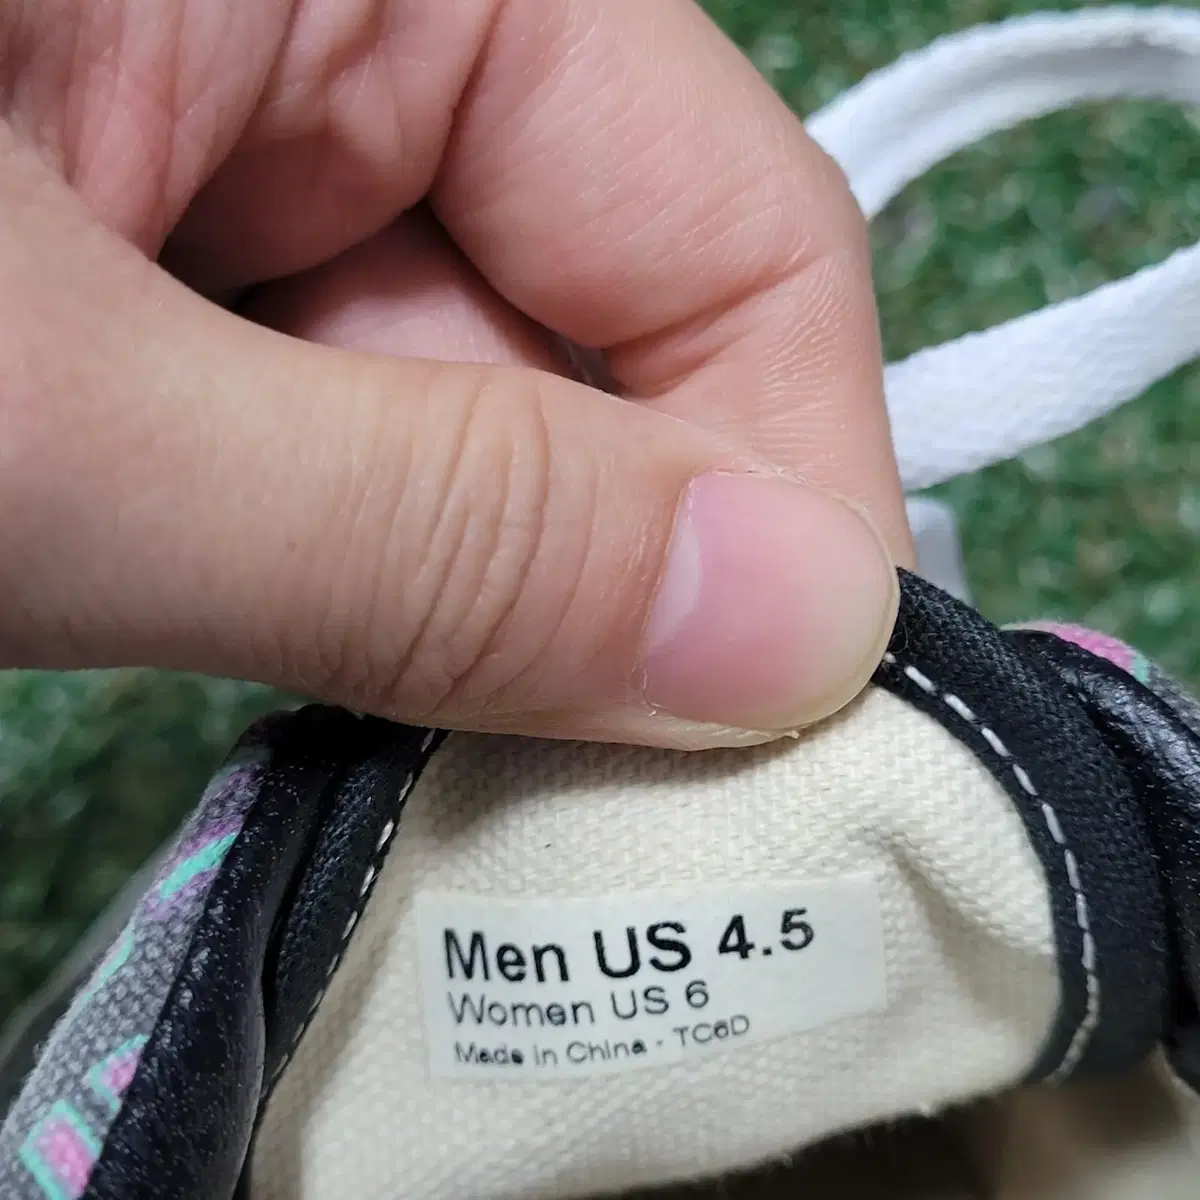 Men US 4.5
Women US 6
Made in China · TC6D